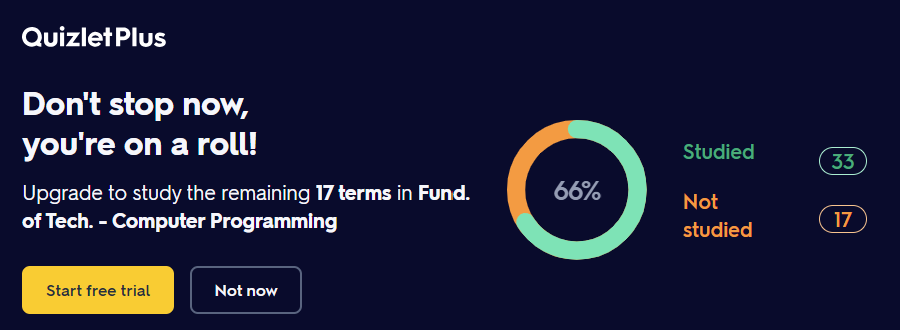 QuizletPlus
Don't stop now,
you're on a roll!
Upgrade to study the remaining 17 terms in Fund.
of Tech. - Computer Programming
Start free trial
Not now
66%
Studied
33
Not
studied
17